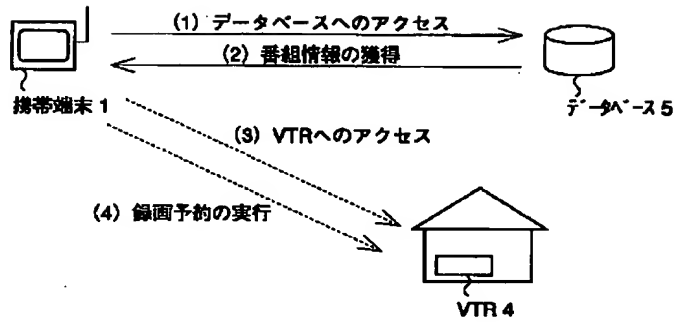 (1) データベースへのアクセス
(2) 番組情報の獲得
携帯端末 1
データベース 5
(3) VTRへのアクセス
(4) 録画予約の実行
VTR 4